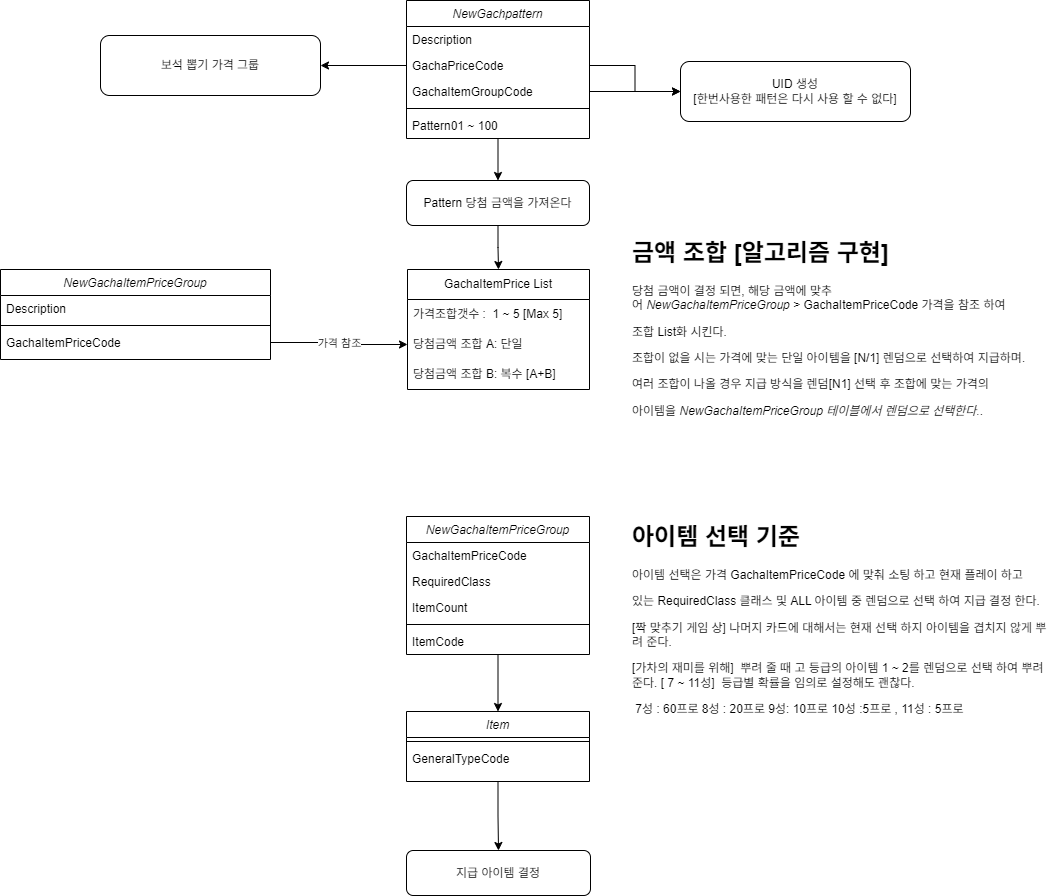 NewGachpattern
Description
GachaPriceCode
GachaItemGroupCode
Pattern01 ~ 100
보석 뽑기 가격 그룹
UID 생성
[한번사용한 패턴은 다시 사용 할 수 없다]
Pattern 당첨 금액을 가져온다
NewGachaItemPriceGroup
Description
GachaItemPriceCode
가격 참조
GachaItemPrice List
가격조합갯수 : 1 ~ 5 [Max 5]
당첨금액 조합 A: 단일
당첨금액 조합 B: 복수 [A+B]
금액 조합 [알고리즘 구현]
당첨 금액이 결정 되면, 해당 금액에 맞추
어 NewGachaItemPriceGroup > GachaItemPriceCode 가격을 참조 하여
조합 List화 시킨다.
조합이 없을 시는 가격에 맞는 단일 아이템을 [N/1] 렌덤으로 선택하여 지급하며.
여러 조합이 나올 경우 지급 방식을 렌덤[N1] 선택 후 조합에 맞는 가격의
아이템을 NewGachaItemPriceGroup 테이블에서 렌덤으로 선택한다..
NewGachaItemPriceGroup
GachaItemPriceCode
RequiredClass
ItemCount
ItemCode
Item
GeneralTypeCode
지급 아이템 결정
아이템 선택 기준
아이템 선택은 가격 GachaItemPriceCode 에 맞춰 소팅 하고 현재 플레이 하고
있는 RequiredClass 클래스 및 ALL 아이템 중 렌덤으로 선택 하여 지급 결정 한다.
[짝 맞추기 게임 상] 나머지 카드에 대해서는 현재 선택 하지 아이템을 겹치지 않게 뿌
려 준다.
[가차의 재미를 위해] 뿌려 줄 때 고 등급의 아이템 1 ~ 2를 렌덤으로 선택 하여 뿌려
준다. [ 7 ~ 11성] 등급별 확률을 임의로 설정해도 괜찮다.
7성 : 60프로 8성 : 20프로 9성: 10프로 10성 :5프로 , 11성 : 5프로